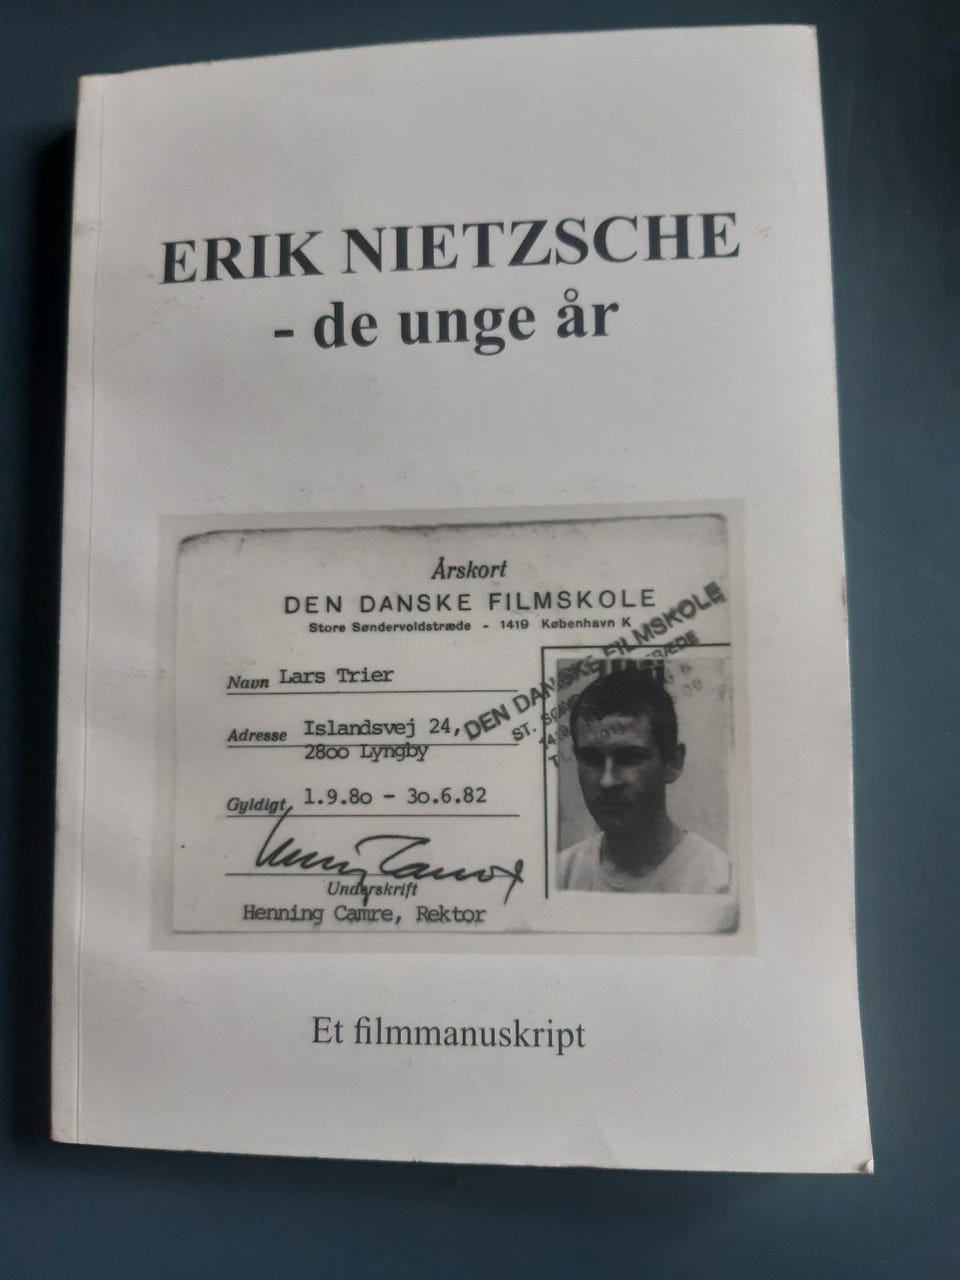 ERIK NIETZSCHE
- de unge år
Årskort
DEN DANSKE FILMSKOLE
Store Søndervoldstræde - 1419 København K
Navn Lars Trier
Adresse Islandsvej 24,
2800 Lyngby
Gyldigt 1.9.80 - 30.6.82
Underskrift
Henning Camre, Rektor
DEN DANSKE FILMSKOLE
ST.
Et filmmanuskript